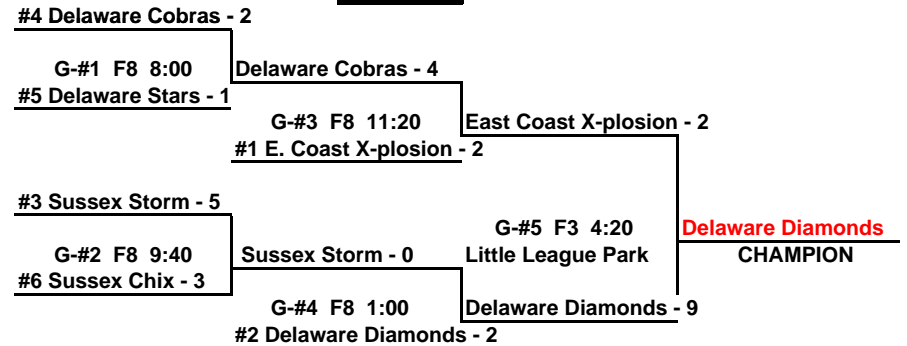 #4 Delaware Cobras - 2
G-#1 F8 8:00
Delaware Cobras - 4
#5 Delaware Stars - 1
G-#3 F8 11:20
East Coast X-plosion - 2
#1 E. Coast X-plosion - 2
#3 Sussex Storm - 5
G-#5 F3 4:20
Delaware Diamonds
G-#2 F8 9:40
Sussex Storm - 0
Little League Park
CHAMPION
#6 Sussex Chix - 3
G-#4 F8 1:00
Delaware Diamonds - 9
#2 Delaware Diamonds - 2